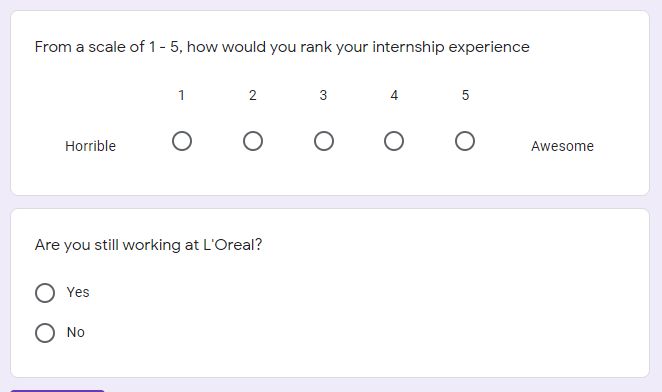 From a scale of 1 - 5, how would you rank your internship experience
1 2 3 4 5
Horrible Awesome
Are you still working at L'Oreal?
Yes
No